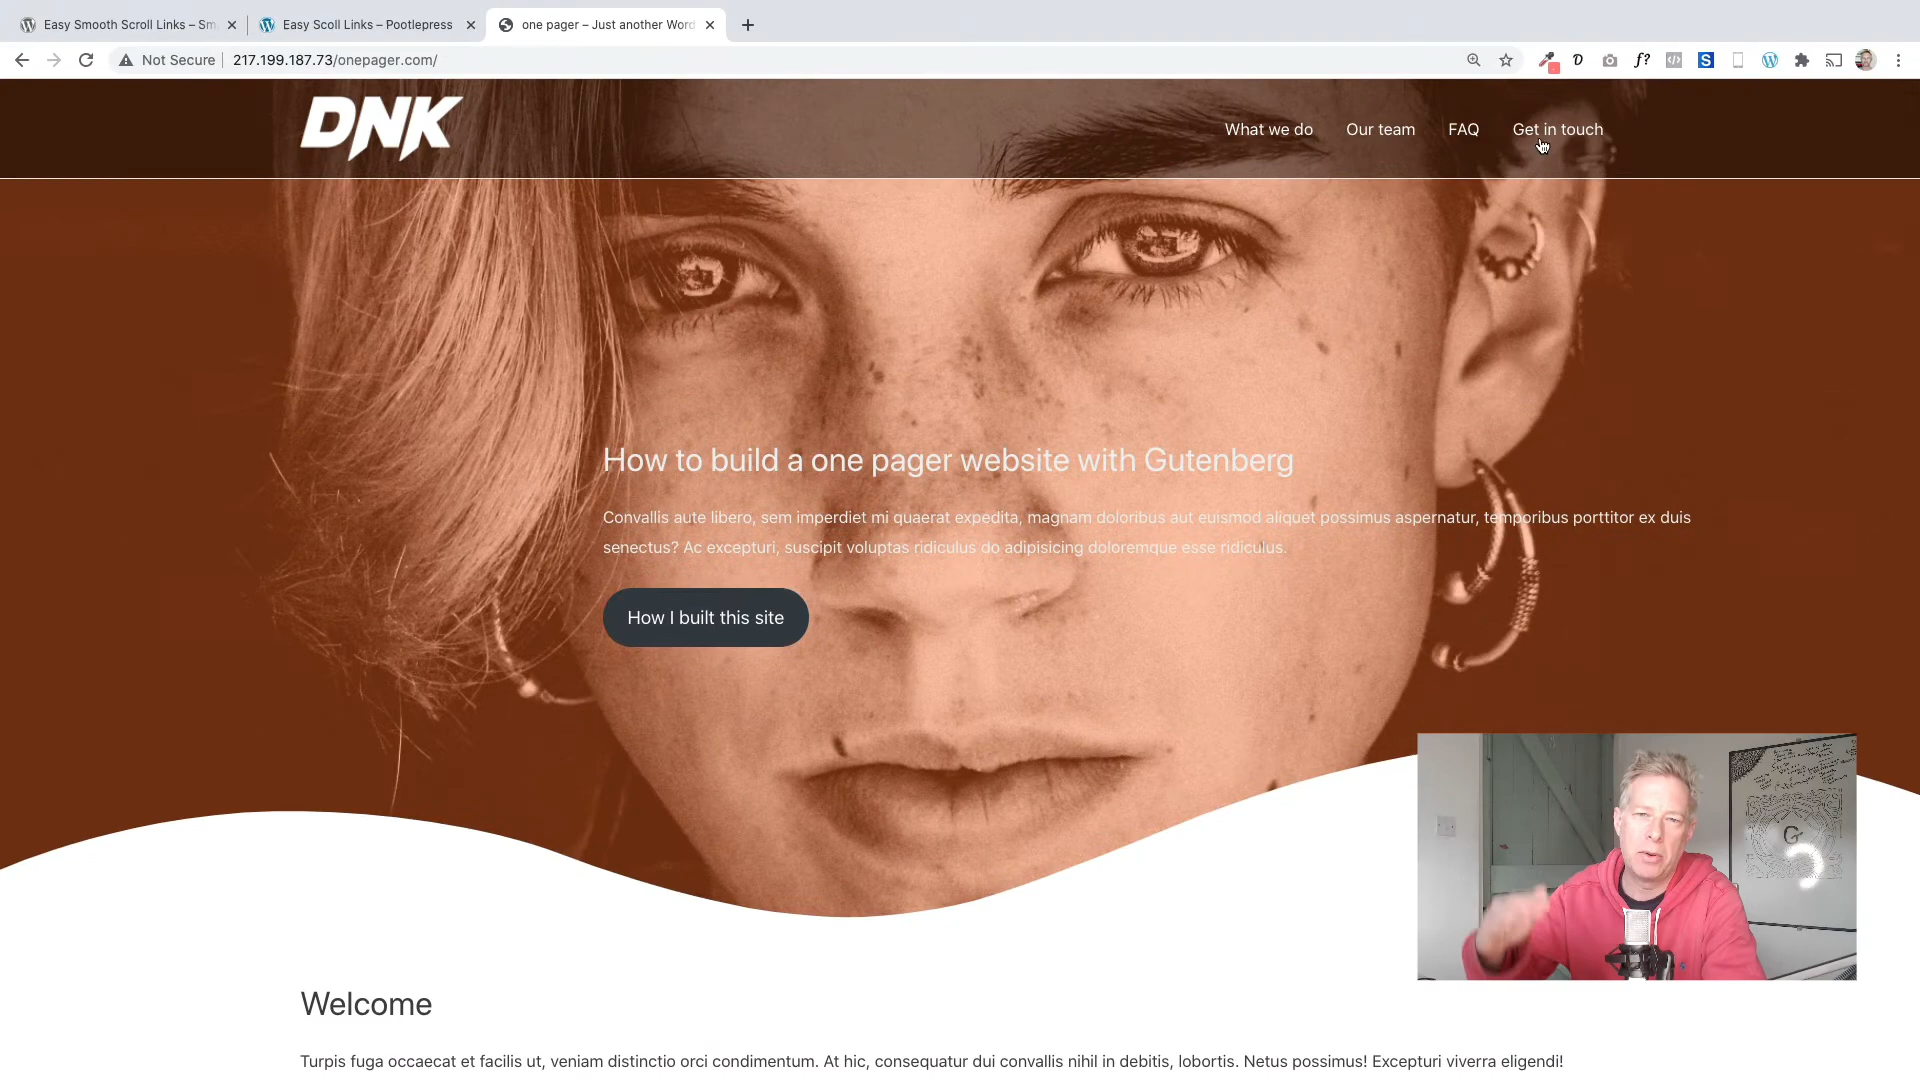 Easy Smooth Scroll Links – Sm
Easy Scoll Links – Pootlepress
one pager – Just another Word
Not Secure
217.199.187.73/onepager.com/
DNK
What we do
Our team
FAQ
Get in touch
How to build a one pager website with Gutenberg
Convallis aute libero, sem imperdiet mi quaerat expedita, magnam doloribus aut euismod aliquet possimus aspernatur, temporibus porttitor ex duis
senectus? Ac excepturi, suscipit voluptas ridiculus do adipisicing doloremque esse ridiculus.
How I built this site
G
Welcome
Turpis fuga occaecat et facilis ut, veniam distinctio orci condimentum. At hic, consequatur dui convallis nihil in debitis, lobortis. Netus possimus! Excepturi viverra eligendi!